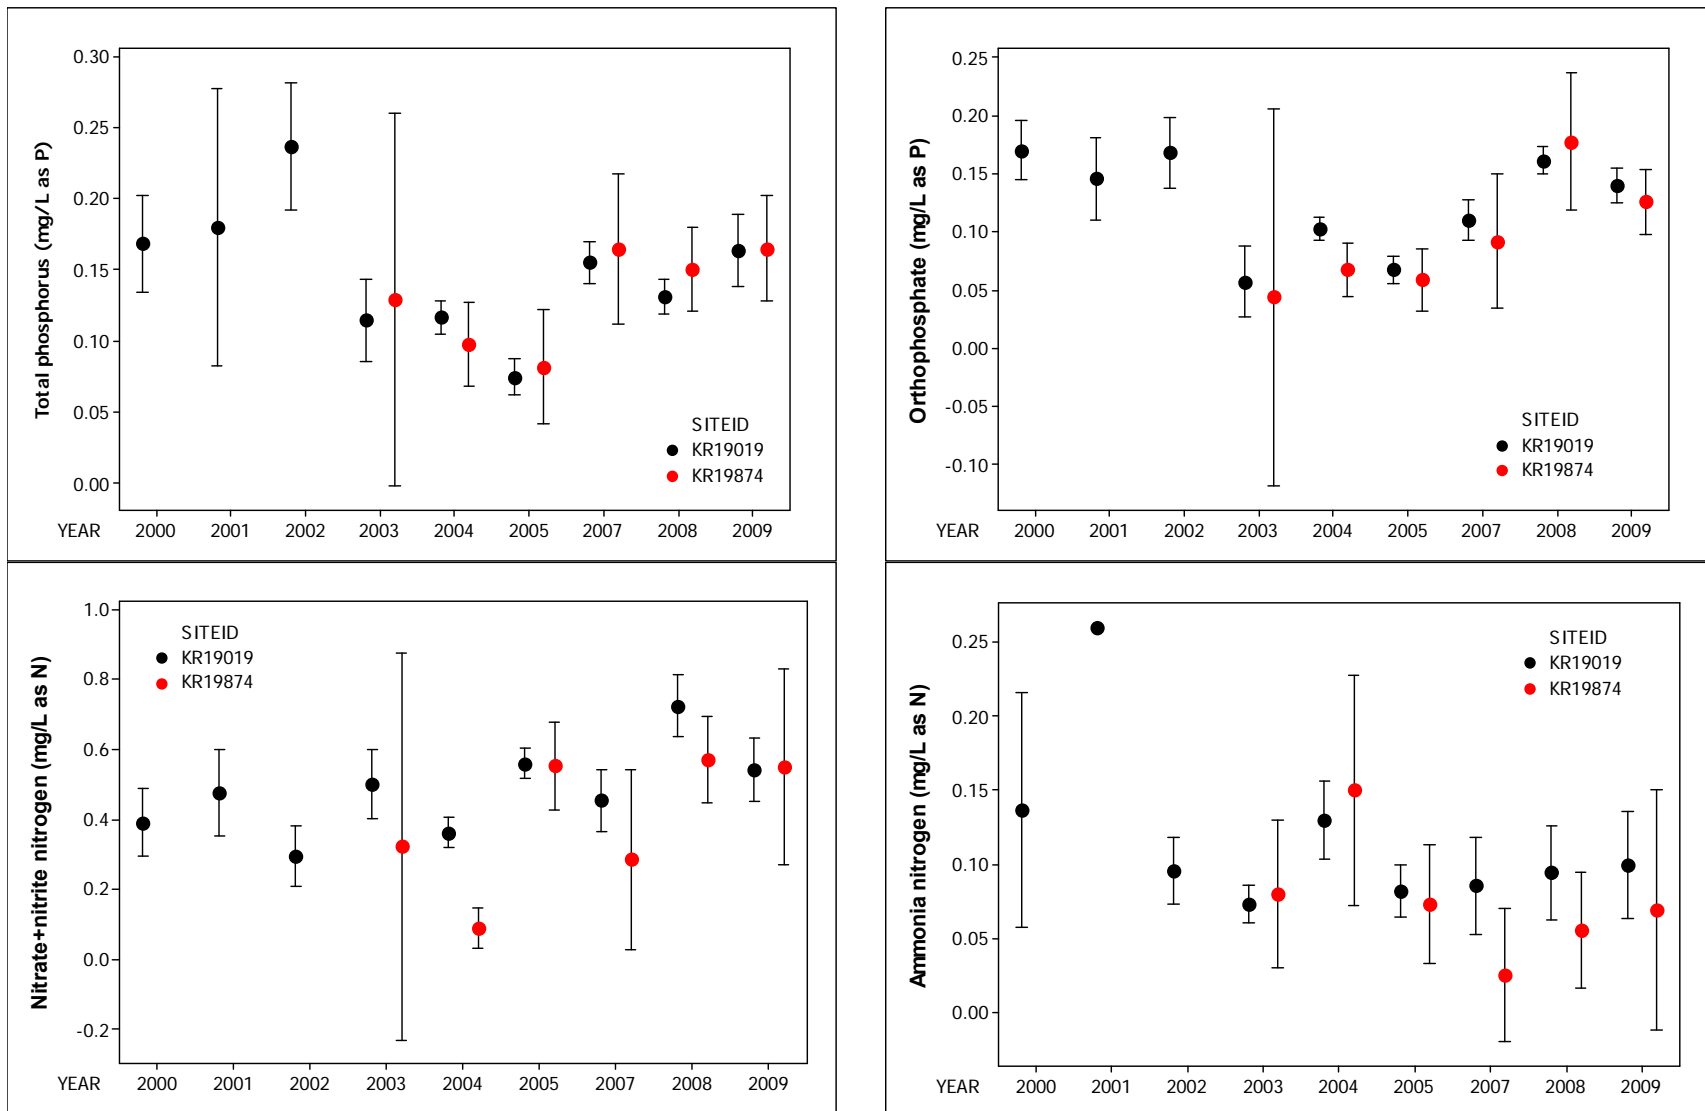 Total phosphorus (mg/L as P)
0.30
0.25
0.20
0.15
0.10
0.05
0.00
SITEID
KR19019
KR19874
YEAR 2000 2001 2002 2003 2004 2005 2007 2008 2009
Orthophosphate (mg/L as P)
0.25
0.20
0.15
0.10
0.05
0.00
-0.05
-0.10
SITEID
KR19019
KR19874
YEAR 2000 2001 2002 2003 2004 2005 2007 2008 2009
Nitrate+nitrite nitrogen (mg/L as N)
1.0
0.8
0.6
0.4
0.2
0.0
-0.2
SITEID
KR19019
KR19874
YEAR 2000 2001 2002 2003 2004 2005 2007 2008 2009
Ammonia nitrogen (mg/L as N)
0.25
0.20
0.15
0.10
0.05
0.00
SITEID
KR19019
KR19874
YEAR 2000 2001 2002 2003 2004 2005 2007 2008 2009